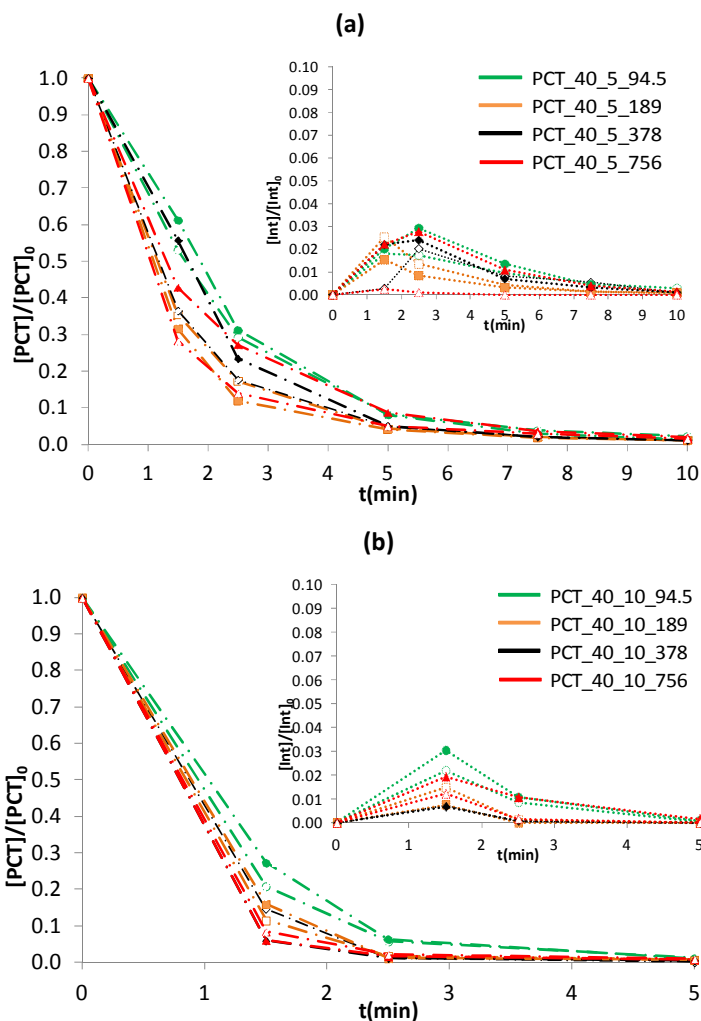 (a)
[PCT]/[PCT]0
1.0
0.9
0.8
0.7
0.6
0.5
0.4
0.3
0.2
0.1
0.0
0 1 2 3 4 5 6 7 8 9 10
t(min)
[Int]/[Int]0
0.10
0.09
0.08
0.07
0.06
0.05
0.04
0.03
0.02
0.01
0.00
0 1 2 3 4 5 6 7 8 9 10
t(min)
PCT_40_5_94.5
PCT_40_5_189
PCT_40_5_378
PCT_40_5_756
(b)
[PCT]/[PCT]0
1.0
0.9
0.8
0.7
0.6
0.5
0.4
0.3
0.2
0.1
0.0
0 1 2 3 4 5
t(min)
[Int]/[Int]0
0.10
0.09
0.08
0.07
0.06
0.05
0.04
0.03
0.02
0.01
0.00
0 1 2 3 4 5
t(min)
PCT_40_10_94.5
PCT_40_10_189
PCT_40_10_378
PCT_40_10_756